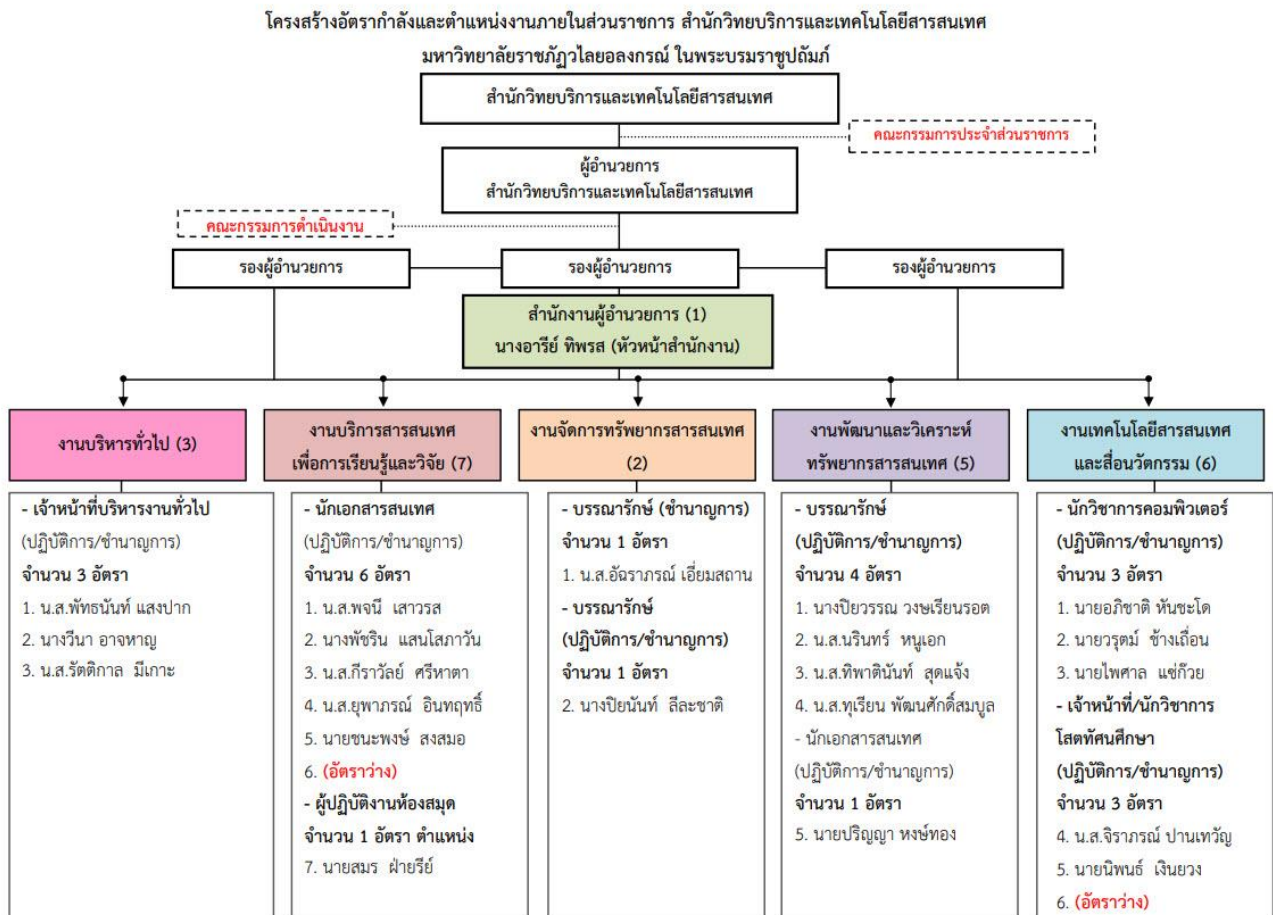 โครงสร้างอัตรากำลังและตำแหน่งงานภายในส่วนราชการ สำนักวิทยบริการและเทคโนโลยีสารสนเทศ
มหาวิทยาลัยราชภัฏวไลยอลงกรณ์ ในพระบรมราชูปถัมภ์
สำนักวิทยบริการและเทคโนโลยีสารสนเทศ
คณะกรรมการประจำส่วนราชการ
ผู้อำนวยการ
สำนักวิทยบริการและเทคโนโลยีสารสนเทศ
คณะกรรมการดำเนินงาน
รองผู้อำนวยการ
รองผู้อำนวยการ
รองผู้อำนวยการ
สำนักงานผู้อำนวยการ (1)
นางอารีย์ ทิพรส (หัวหน้าสำนักงาน)
งานบริหารทั่วไป (3)
- เจ้าหน้าที่บริหารงานทั่วไป
(ปฏิบัติการ/ชำนาญการ)
จำนวน 3 อัตรา
1. น.ส.พัทธนันท์ แสงปาก
2. นางวีนา อาจหาญ
3. น.ส.รัตติกาล มีเกาะ
งานบริการสารสนเทศ
เพื่อการเรียนรู้และวิจัย (7)
- นักเอกสารสนเทศ
(ปฏิบัติการ/ชำนาญการ)
จำนวน 6 อัตรา
1. น.ส.พจนี เสาวรส
2. นางพัชริน แสนโสภาวัน
3. น.ส.กีราวัลย์ ศรีหาตา
4. น.ส.ยุพาภรณ์ อินทฤทธิ์
5. นายชนะพงษ์ สงสมอ
6. (อัตราว่าง)
- ผู้ปฏิบัติงานห้องสมุด
จำนวน 1 อัตรา ตำแหน่ง
7. นายสมร ฝ่ายรีย์
งานจัดการทรัพยากรสารสนเทศ
(2)
- บรรณารักษ์ (ชำนาญการ)
จำนวน 1 อัตรา
1. น.ส.อัฉราภรณ์ เอี่ยมสถาน
- บรรณารักษ์
(ปฏิบัติการ/ชำนาญการ)
จำนวน 1 อัตรา
2. นางปิยนันท์ ลีละชาติ
งานพัฒนาและวิเคราะห์
ทรัพยากรสารสนเทศ (5)
- บรรณารักษ์
(ปฏิบัติการ/ชำนาญการ)
จำนวน 4 อัตรา
1. นางปิยวรรณ วงษเรียนรอต
2. น.ส.นรินทร์ หนูเอก
3. น.ส.ทิพาตินันท์ สุดแจ้ง
4. น.ส.ทุเรียน พัฒนศักดิ์สมบูล
- นักเอกสารสนเทศ
(ปฏิบัติการ/ชำนาญการ)
จำนวน 1 อัตรา
5. นายปริญญา หงษ์ทอง
งานเทคโนโลยีสารสนเทศ
และสื่อนวัตกรรม (6)
- นักวิชาการคอมพิวเตอร์
(ปฏิบัติการ/ชำนาญการ)
จำนวน 3 อัตรา
1. นายอภิชาติ หันชะโด
2. นายวรุตม์ ช้างเถื่อน
3. นายไพศาล แซ่ก๊วย
- เจ้าหน้าที่/นักวิชาการ
โสตทัศนศึกษา
(ปฏิบัติการ/ชำนาญการ)
จำนวน 3 อัตรา
4. น.ส.จิราภรณ์ ปานเทวัญ
5. นายนิพนธ์ เงินยวง
6. (อัตราว่าง)